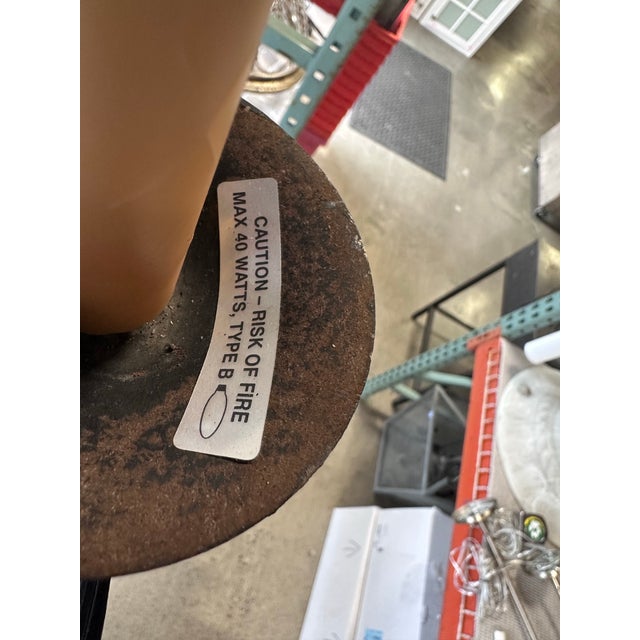 CAUTION – RISK OF FIRE
MAX 40 WATTS, TYPE B